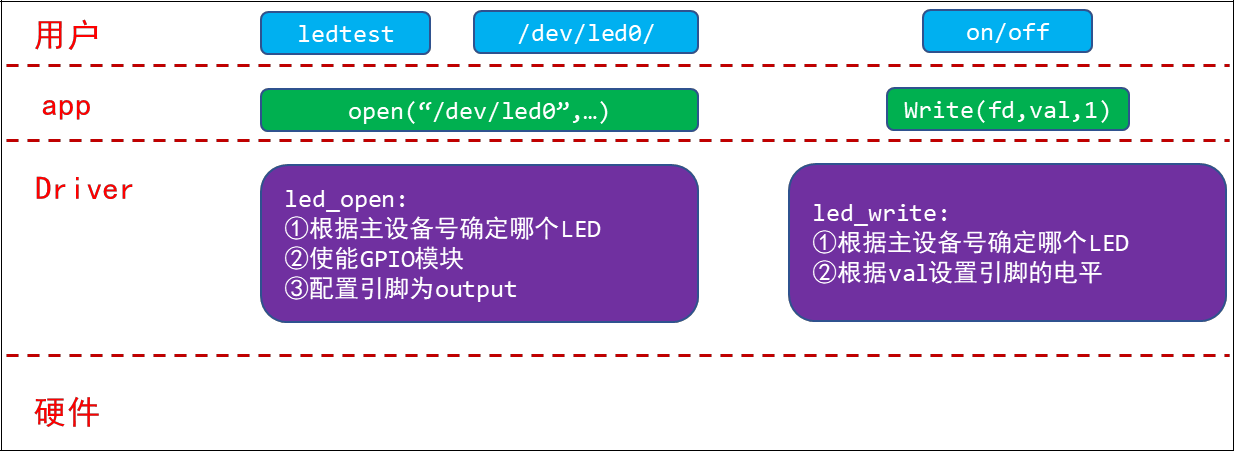 用户
ledtest
/dev/led0/
on/off
app
open(“/dev/led0”,…)
Write(fd,val,1)
Driver
led_open:
①根据主设备号确定哪个LED
②使能GPIO模块
③配置引脚为output
led_write:
①根据主设备号确定哪个LED
②根据val设置引脚的电平
硬件